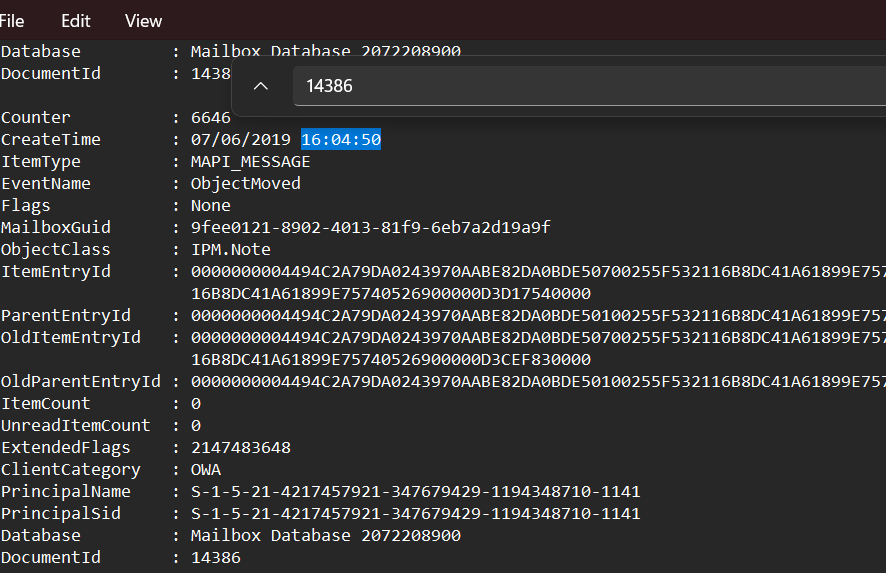 File Edit View
Database : Mailbox Database 2072208900
DocumentId : 1438
14386
Counter : 6646
CreateTime : 07/06/2019 16:04:50
ItemType : MAPI_MESSAGE
EventName : ObjectMoved
Flags : None
MailboxGuid : 9fee0121-8902-4013-81f9-6eb7a2d19a9f
ObjectClass : IPM.Note
ItemEntryId : 0000000004494C2A79DA0243970AABE82DA0BDE50700255F532116B8DC41A61899E757
16B8DC41A61899E75740526900000D3D17540000
ParentEntryId : 0000000004494C2A79DA0243970AABE82DA0BDE50100255F532116B8DC41A61899E757
OldItemEntryId : 0000000004494C2A79DA0243970AABE82DA0BDE50700255F532116B8DC41A61899E757
16B8DC41A61899E75740526900000D3CEF830000
OldParentEntryId : 0000000004494C2A79DA0243970AABE82DA0BDE50100255F532116B8DC41A61899E757
ItemCount : 0
UnreadItemCount : 0
ExtendedFlags : 2147483648
ClientCategory : OWA
PrincipalName : S-1-5-21-4217457921-347679429-1194348710-1141
PrincipalSid : S-1-5-21-4217457921-347679429-1194348710-1141
Database : Mailbox Database 2072208900
DocumentId : 14386